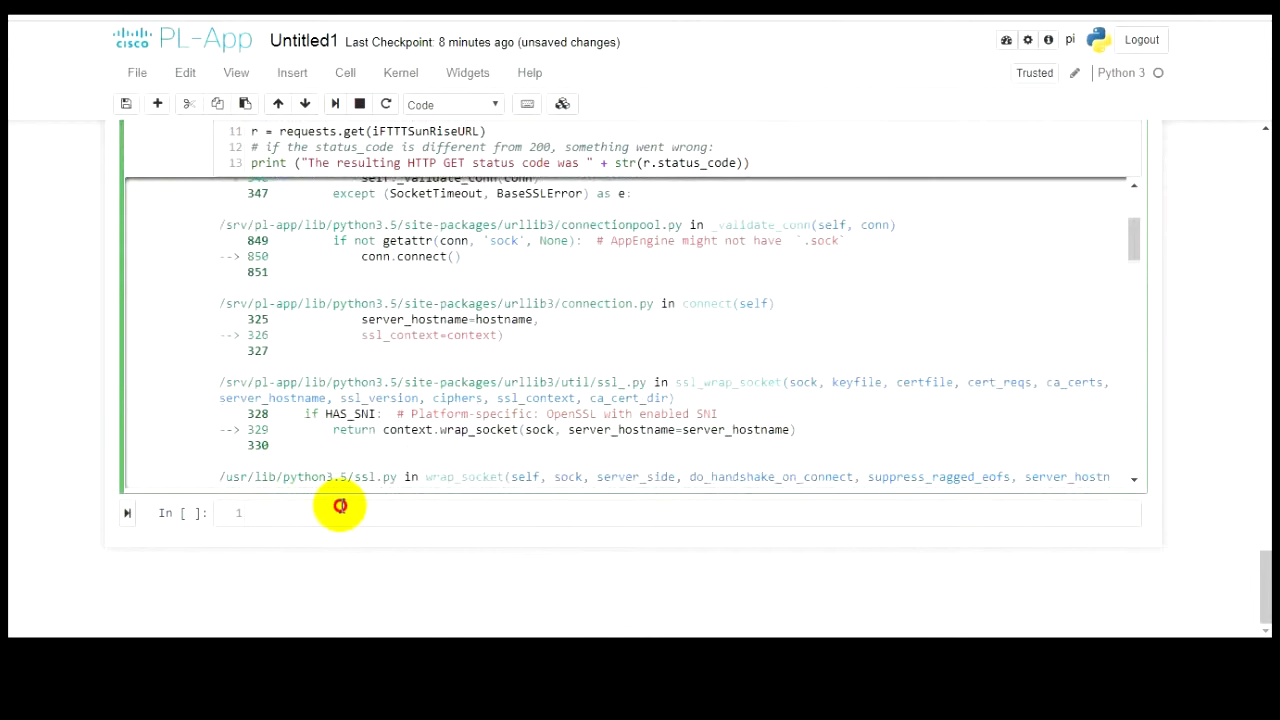 cisco PL-App Untitled1 Last Checkpoint: 8 minutes ago (unsaved changes) pi Logout
File Edit View Insert Cell Kernel Widgets Help Trusted Python 3
Code
11 r = requests.get(iFTTTSunRiseURL)
12 # if the status_code is different from 200, something went wrong:
13 print ("The resulting HTTP GET status code was " + str(r.status_code))
self._validate_conn(conn)
347 except (SocketTimeout, BaseSSLError) as e:
/srv/pl-app/lib/python3.5/site-packages/urllib3/connectionpool.py in _validate_conn(self, conn)
849 if not getattr(conn, 'sock', None): # AppEngine might not have `.sock`
--> 850 conn.connect()
851
/srv/pl-app/lib/python3.5/site-packages/urllib3/connection.py in connect(self)
325 server_hostname=hostname,
--> 326 ssl_context=context)
327
/srv/pl-app/lib/python3.5/site-packages/urllib3/util/ssl_.py in ssl_wrap_socket(sock, keyfile, certfile, cert_reqs, ca_certs,
server_hostname, ssl_version, ciphers, ssl_context, ca_cert_dir)
328 if HAS_SNI: # Platform-specific: OpenSSL with enabled SNI
--> 329 return context.wrap_socket(sock, server_hostname=server_hostname)
330
/usr/lib/python3.5/ssl.py in wrap_socket(self, sock, server_side, do_handshake_on_connect, suppress_ragged_eofs, server_hostn
In [ ]: 1